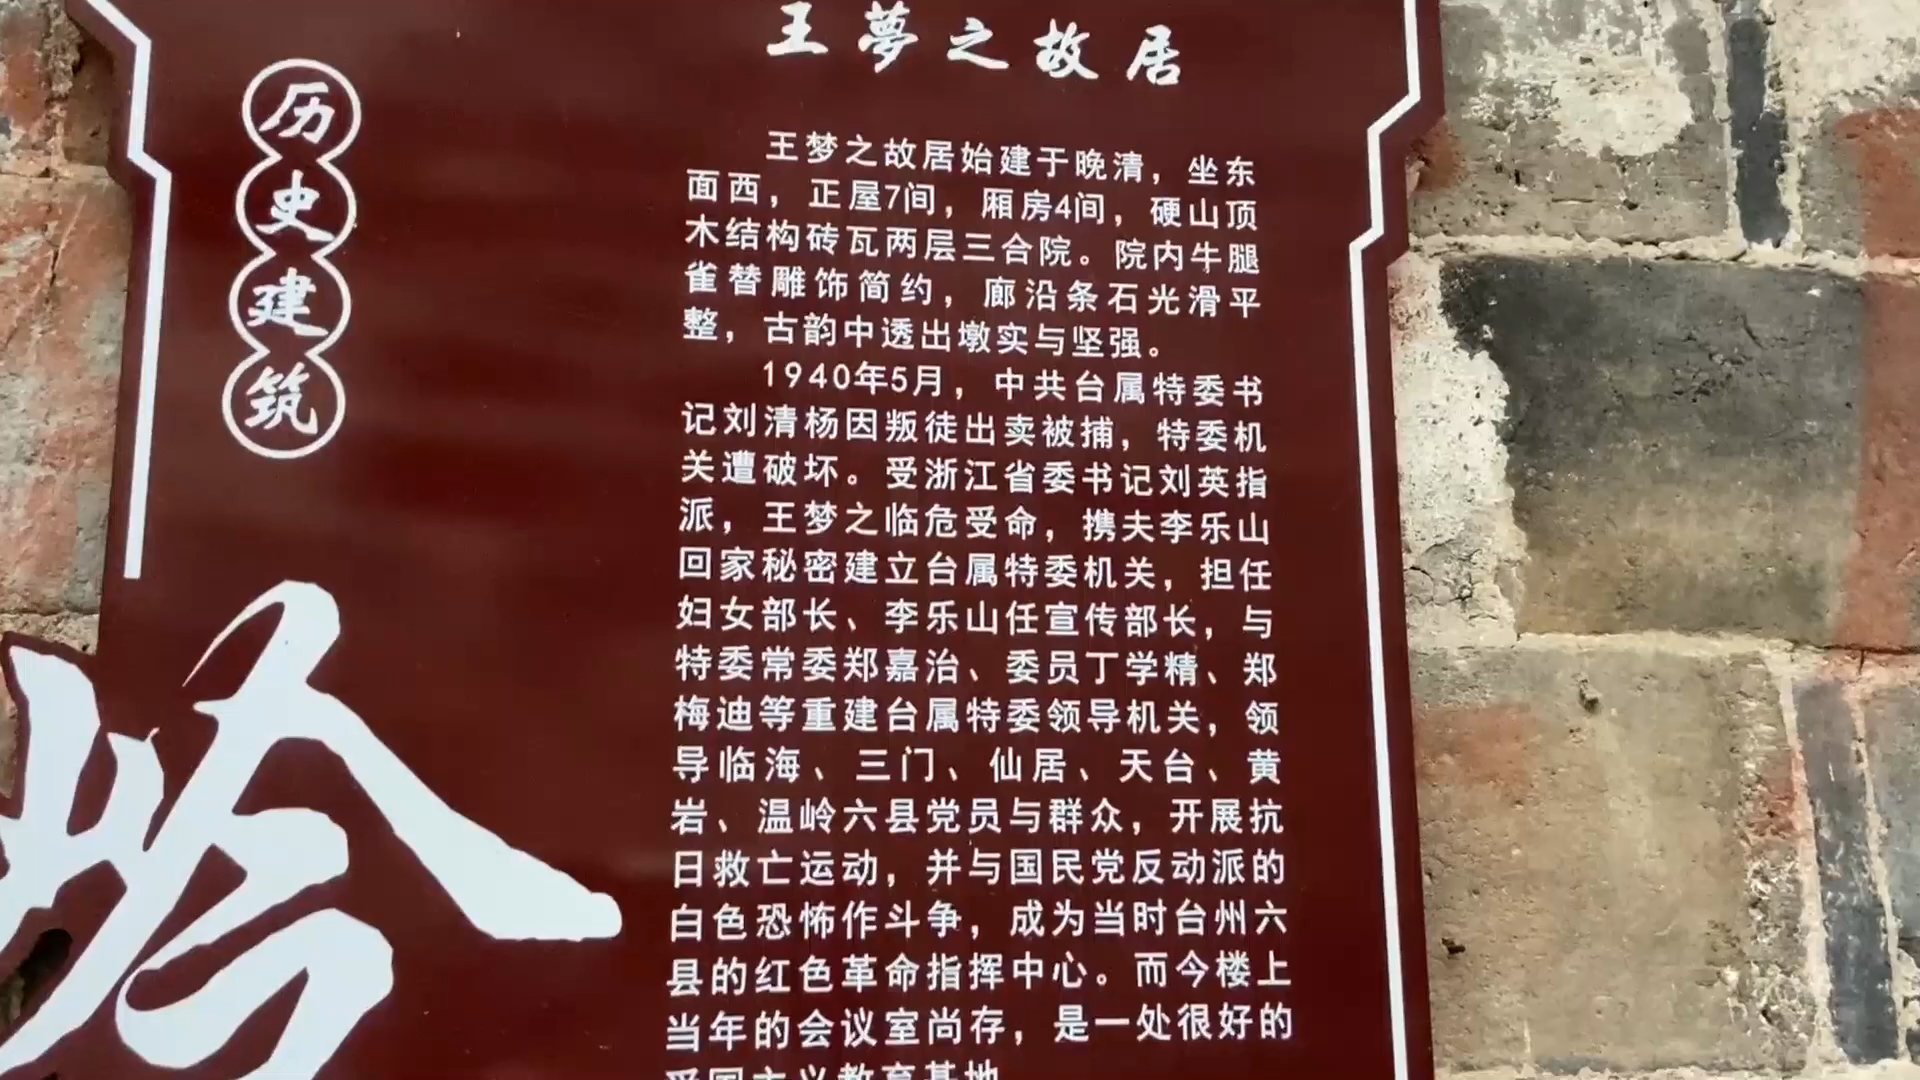 王夢之故居
历史建筑
王梦之故居始建于晚清，坐东
面西，正屋7间，厢房4间，硬山顶
木结构砖瓦两层三合院。院内牛腿
雀替雕饰简约，廊沿条石光滑平
整，古韵中透出墩实与坚强。
1940年5月，中共台属特委书
记刘清杨因叛徒出卖被捕，特委机
关遭破坏。受浙江省委书记刘英指
派，王梦之临危受命，携夫李乐山
回家秘密建立台属特委机关，担任
妇女部长、李乐山任宣传部长，与
特委常委郑嘉治、委员丁学精、郑
梅迪等重建台属特委领导机关，领
导临海、三门、仙居、天台、黄
岩、温岭六县党员与群众，开展抗
日救亡运动，并与国民党反动派的
白色恐怖作斗争，成为当时台州六
县的红色革命指挥中心。而今楼上
当年的会议室尚存，是一处很好的
爱国主义教育基地